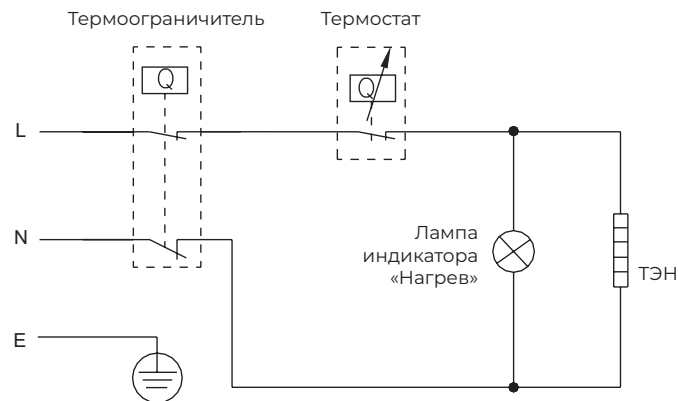 Термоограничитель
Термостат
Q
Q
L
N
Лампа
индикатора
«Нагрев»
ТЭН
E